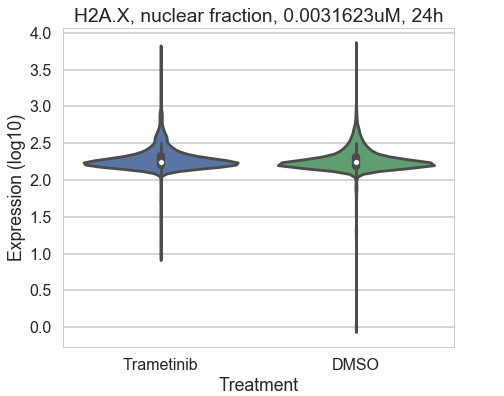 H2A.X, nuclear fraction, 0.0031623uM, 24h
4.0
3.5
3.0
2.5
2.0
1.5
1.0
0.5
0.0
Expression (log10)
Trametinib DMSO
Treatment